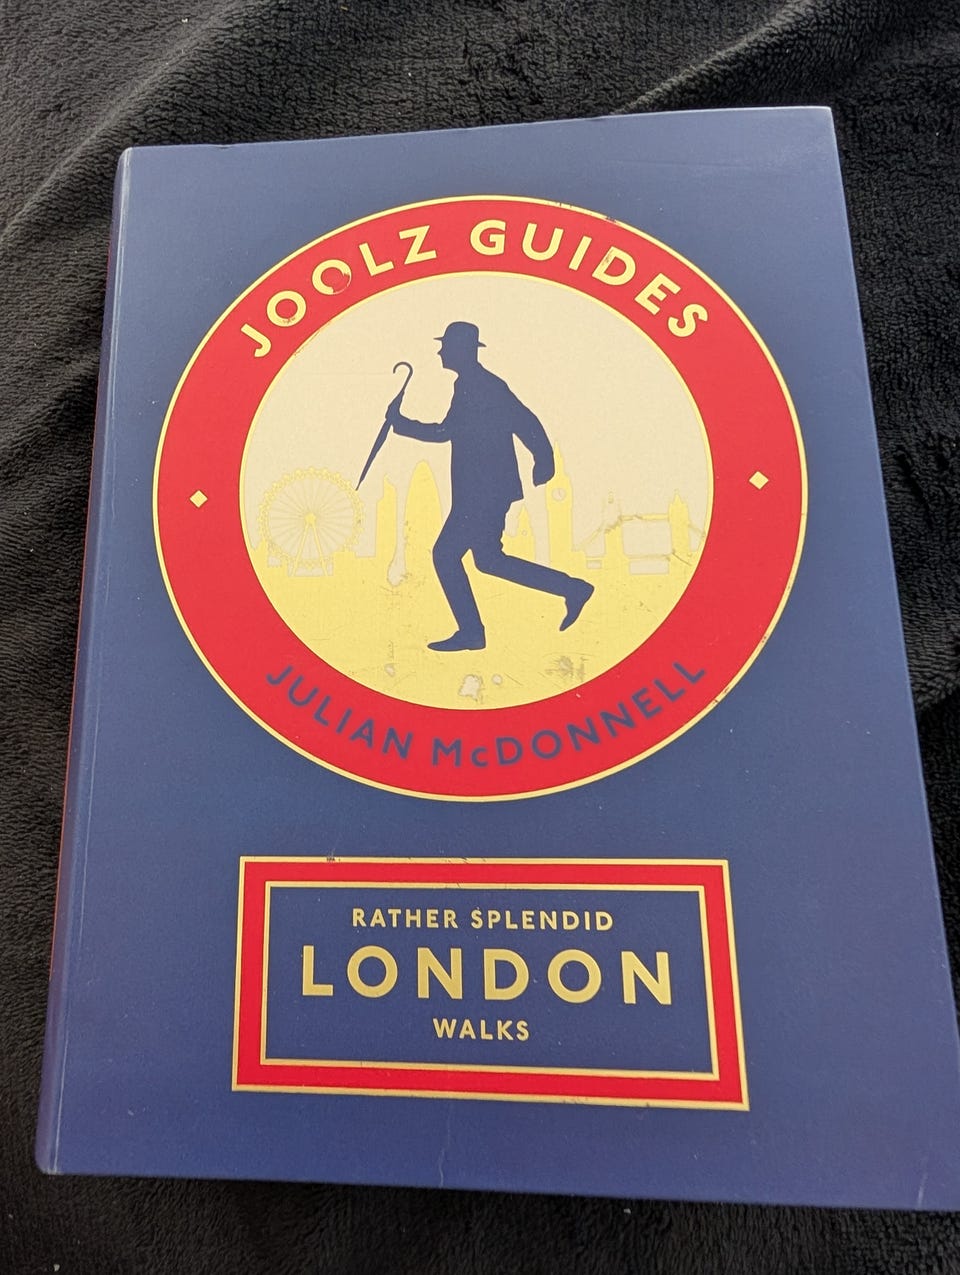 JOOLZ GUIDES
JULIAN McDONNELL
RATHER SPLENDID
LONDON
WALKS